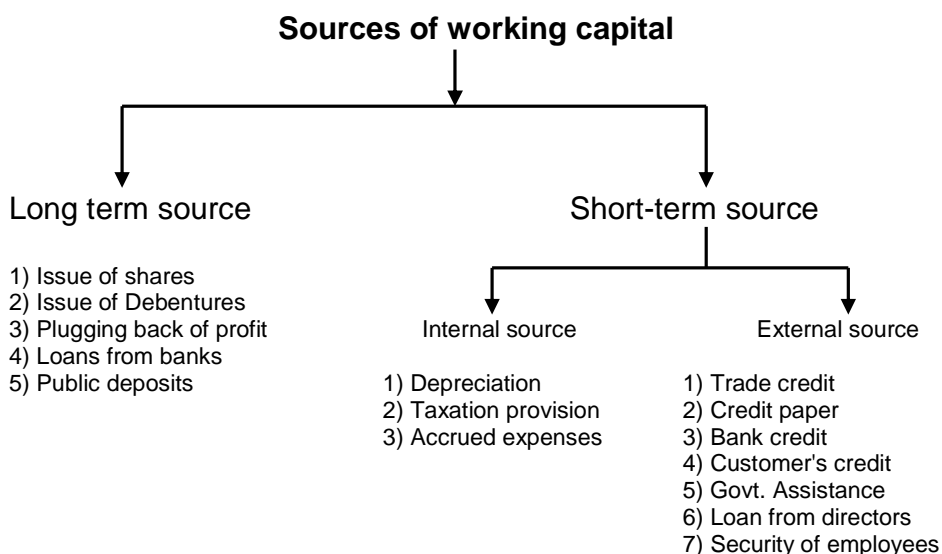 Sources of working capital
Long term source
1) Issue of shares
2) Issue of Debentures
3) Plugging back of profit
4) Loans from banks
5) Public deposits
Short-term source
Internal source
1) Depreciation
2) Taxation provision
3) Accrued expenses
External source
1) Trade credit
2) Credit paper
3) Bank credit
4) Customer's credit
5) Govt. Assistance
6) Loan from directors
7) Security of employees